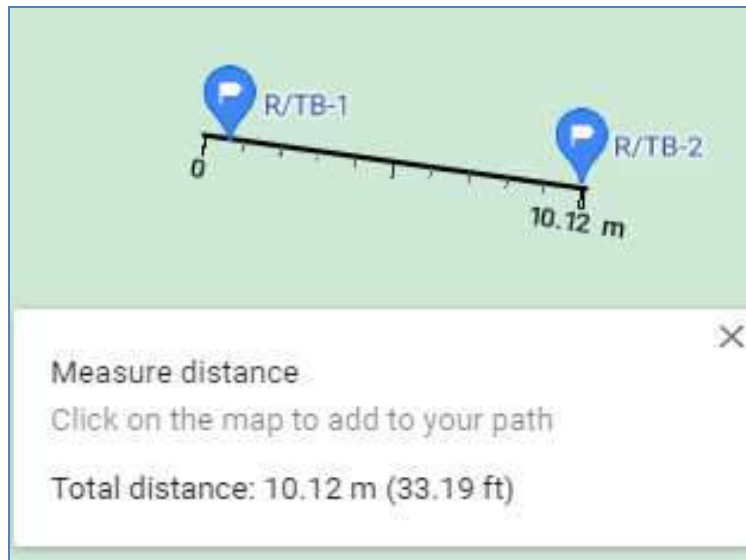 R/TB-1
R/TB-2
0
10.12 m
Measure distance
Click on the map to add to your path
Total distance: 10.12 m (33.19 ft)